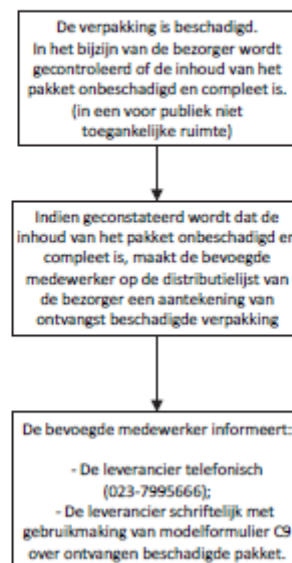 De verpakking is beschadigd.
In het bijzijn van de bezorger wordt
gecontroleerd of de inhoud van het
pakket onbeschadigd en compleet is.
(in een voor publiek niet
toegankelijke ruimte)
Indien geconstateerd wordt dat de
inhoud van het pakket onbeschadigd en
compleet is, maakt de bevoegde
medewerker op de distributielijst van
de bezorger een aantekening van
ontvangst beschadigde verpakking
De bevoegde medewerker informeert:
- De leverancier telefonisch
(023-7995666);
- De leverancier schriftelijk met
gebruikmaking van modelformulier C9
over ontvangen beschadigde pakket.